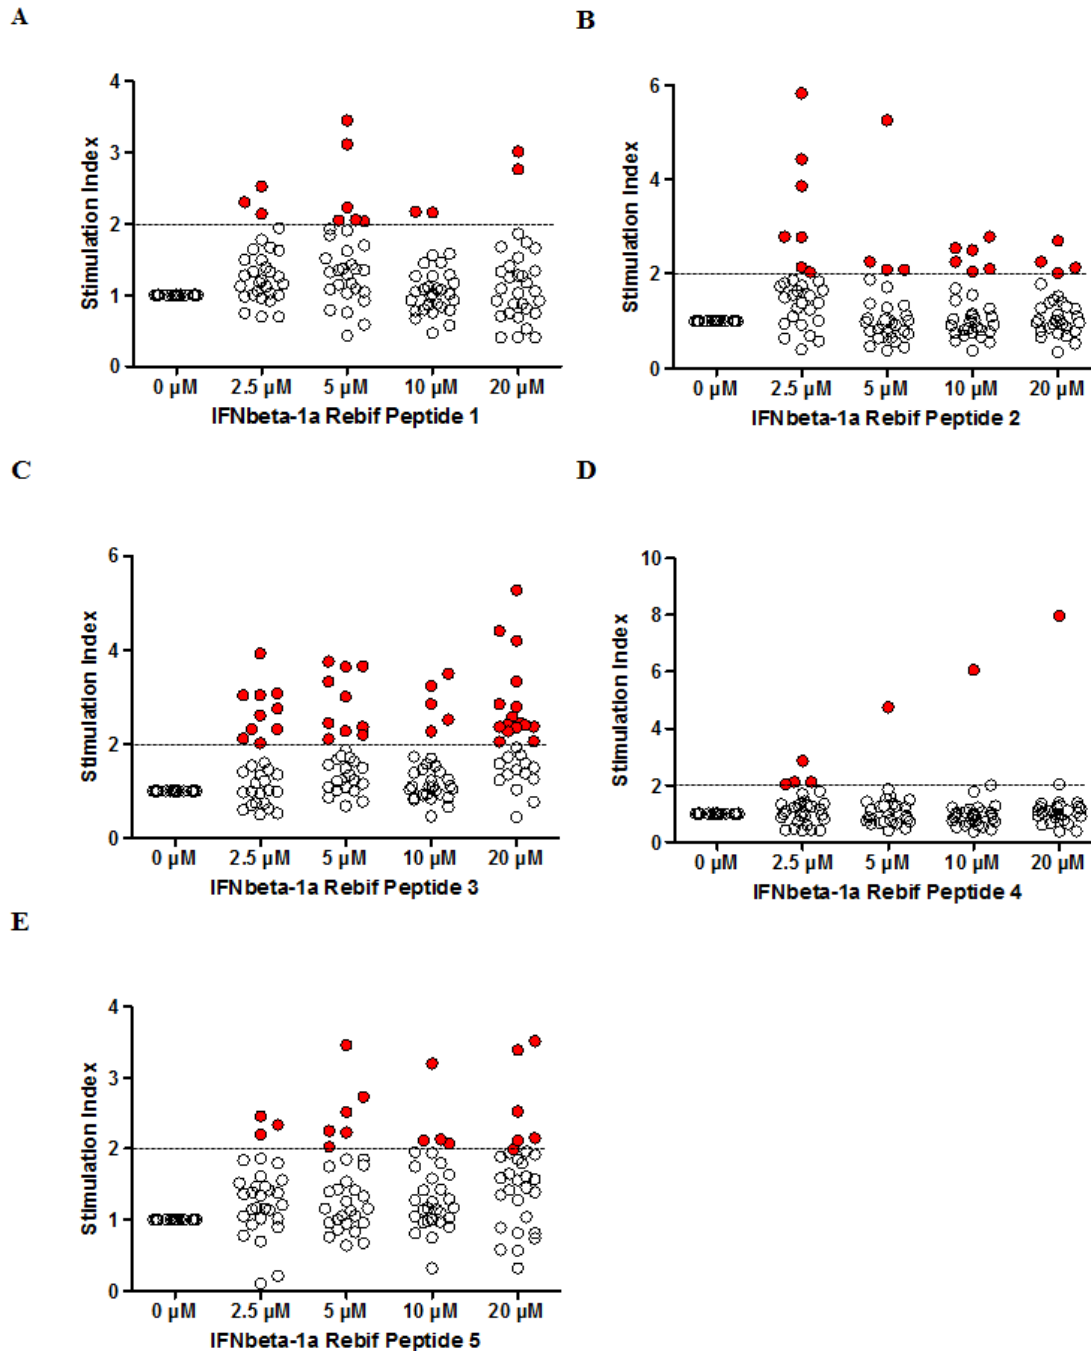 A
B
Stimulation Index
4
3
2
1
0
0 µM 2.5 µM 5 µM 10 µM 20 µM
IFNbeta-1a Rebif Peptide 1
Stimulation Index
6
4
2
0
0 µM 2.5 µM 5 µM 10 µM 20 µM
IFNbeta-1a Rebif Peptide 2
C
D
Stimulation Index
6
4
2
0
0 µM 2.5 µM 5 µM 10 µM 20 µM
IFNbeta-1a Rebif Peptide 3
Stimulation Index
10
8
6
4
2
0
0 µM 2.5 µM 5 µM 10 µM 20 µM
IFNbeta-1a Rebif Peptide 4
E
Stimulation Index
4
3
2
1
0
0 µM 2.5 µM 5 µM 10 µM 20 µM
IFNbeta-1a Rebif Peptide 5